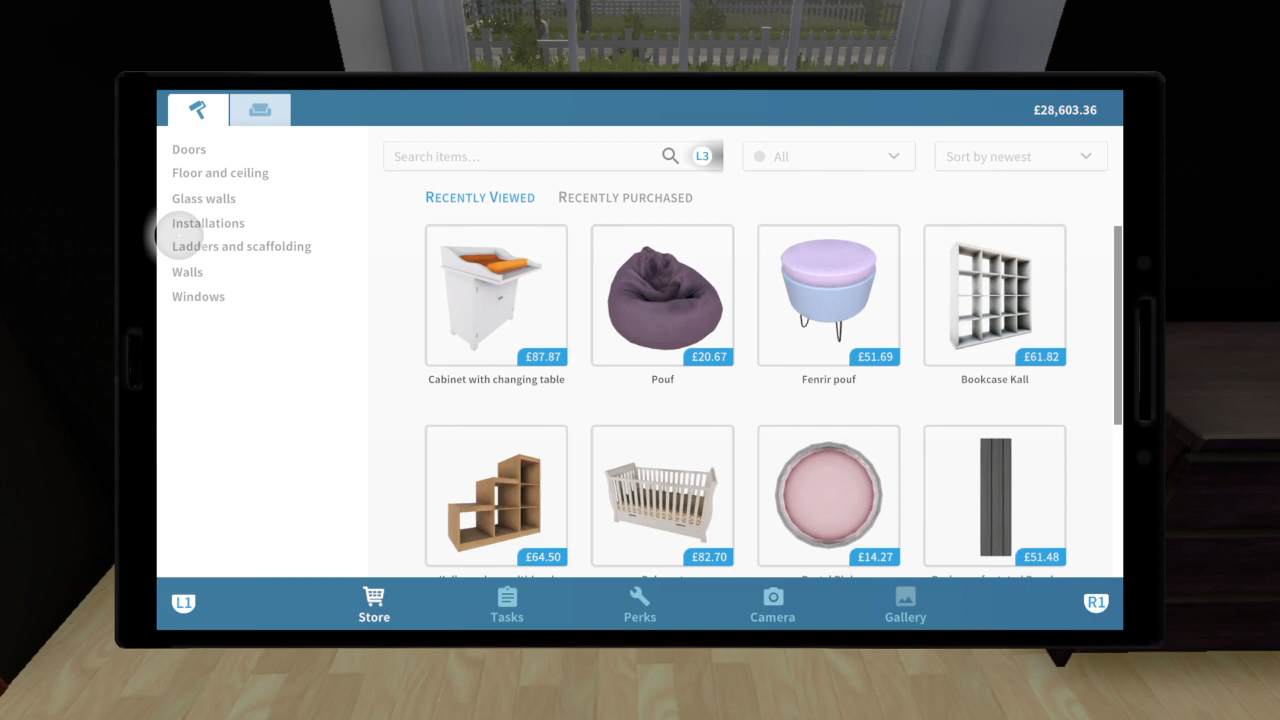 £28,603.36
Doors
Floor and ceiling
Glass walls
Installations
Ladders and scaffolding
Walls
Windows
Search items...
L3
All
Sort by newest
Recently Viewed
Recently purchased
£87.87
£20.67
£51.69
£61.82
Cabinet with changing table
Pouf
Fenrir pouf
Bookcase Kall
£64.50
£82.70
£14.27
£51.48
L1
Store
Tasks
Perks
Camera
Gallery
R1